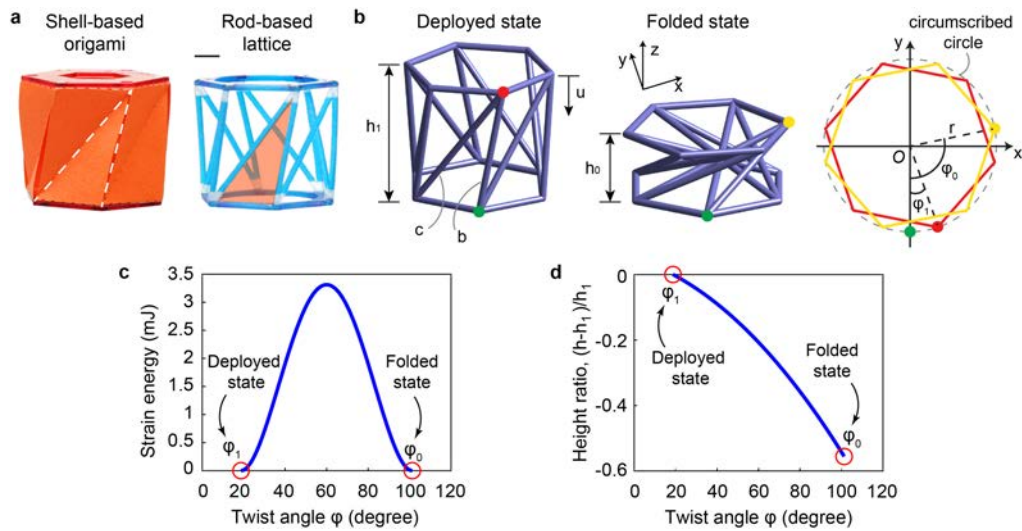 a
Shell-based
origami
Rod-based
lattice
b
Deployed state
Folded state
circumscribed
circle
h₁
u
c
b
z
y
x
h₀
y
r
O
x
φ₀
φ₁
c
Strain energy (mJ)
3.5
3
2.5
2
1.5
1
0.5
0
Deployed
state
φ₁
Folded
state
φ₀
0 20 40 60 80 100 120
Twist angle φ (degree)
d
Height ratio, (h-h₁)/h₁
0
-0.2
-0.4
-0.6
φ₁
Deployed
state
Folded
state
φ₀
0 20 40 60 80 100 120
Twist angle φ (degree)